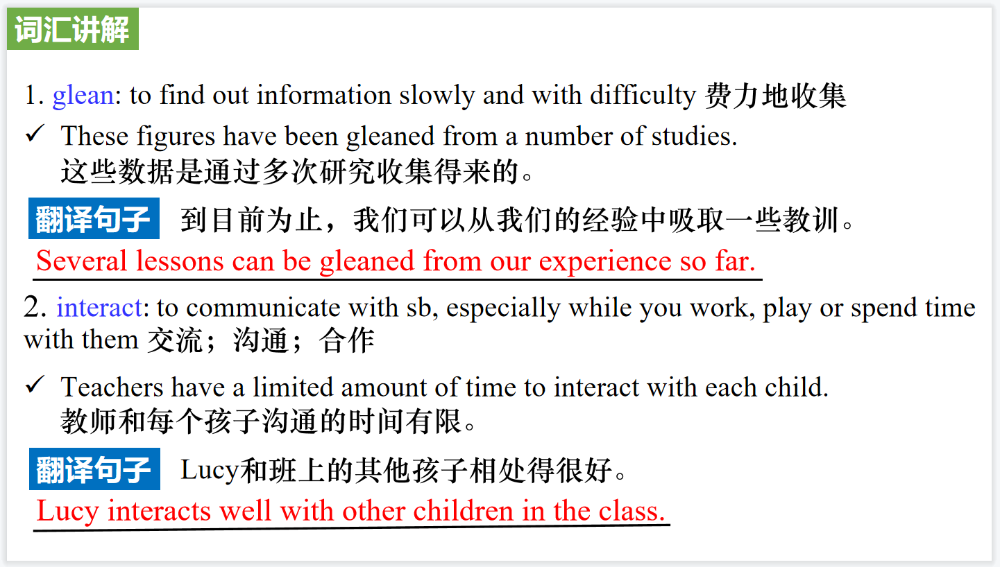 词汇讲解
1. glean: to find out information slowly and with difficulty 费力地收集
✓ These figures have been gleaned from a number of studies.
这些数据是通过多次研究收集得来的。
翻译句子 到目前为止，我们可以从我们的经验中吸取一些教训。
Several lessons can be gleaned from our experience so far.
2. interact: to communicate with sb, especially while you work, play or spend time
with them 交流；沟通；合作
✓ Teachers have a limited amount of time to interact with each child.
教师和每个孩子沟通的时间有限。
翻译句子 Lucy和班上的其他孩子相处得很好。
Lucy interacts well with other children in the class.